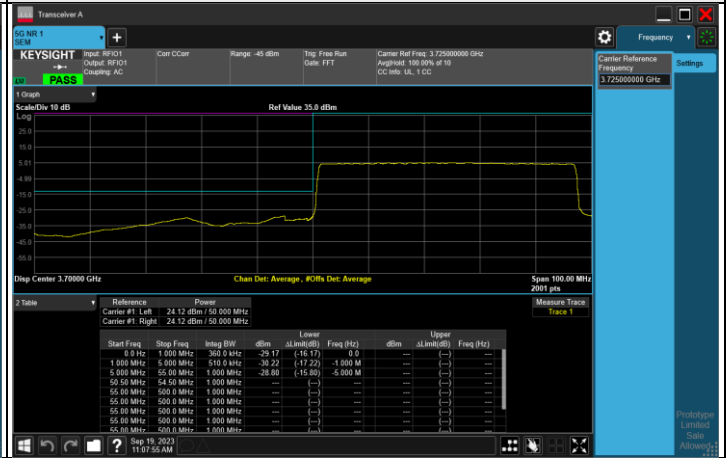 Transceiver A
5G NR 1
SEM
Frequency
KEYSIGHT
PASS
Input: RFIO1
Output: RFIO1
Coupling: AC
Corr CCorr
Range: -45 dBm
Trig: Free Run
Gate: FFT
Carrier Ref Freq: 3.725000000 GHz
Avg|Hold: 100.00% of 10
CC Info: UL, 1 CC
Carrier Reference
Frequency
3.725000000 GHz
Settings
1 Graph
Scale/Div 10 dB
Ref Value 35.0 dBm
Log
25.0
15.0
5.01
-4.99
-15.0
-25.0
-35.0
-45.0
-55.0
Disp Center 3.70000 GHz
Chan Det: Average, #Offs Det: Average
Span 100.00 MHz
2001 pts
2 Table
Reference Power
Carrier #1: Left 24.12 dBm / 50.000 MHz
Carrier #1: Right 24.12 dBm / 50.000 MHz
Measure Trace
Trace 1
Lower Upper
Start Freq Stop Freq Integ BW dBm ΔLimit(dB) Freq (Hz) dBm ΔLimit(dB) Freq (Hz)
0.0 Hz 1.000 MHz 360.0 kHz -29.17 (-16.17) 0.0 --- (---) ---
1.000 MHz 5.000 MHz 510.0 kHz -30.22 (-17.22) -1.000 M --- (---) ---
5.000 MHz 55.00 MHz 1.000 MHz -28.80 (-15.80) -5.000 M --- (---) ---
50.50 MHz 54.50 MHz 1.000 MHz --- (---) --- --- (---) ---
55.00 MHz 500.0 MHz 1.000 MHz --- (---) --- --- (---) ---
55.00 MHz 500.0 MHz 1.000 MHz --- (---) --- --- (---) ---
55.00 MHz 500.0 MHz 1.000 MHz --- (---) --- --- (---) ---
55.00 MHz 500.0 MHz 1.000 MHz --- (---) --- --- (---) ---
55.00 MHz 500.0 MHz 1.000 MHz --- (---) --- --- (---) ---
Sep 19, 2023
11:07:55 AM
Prototype
Limited
Sale
Allowed